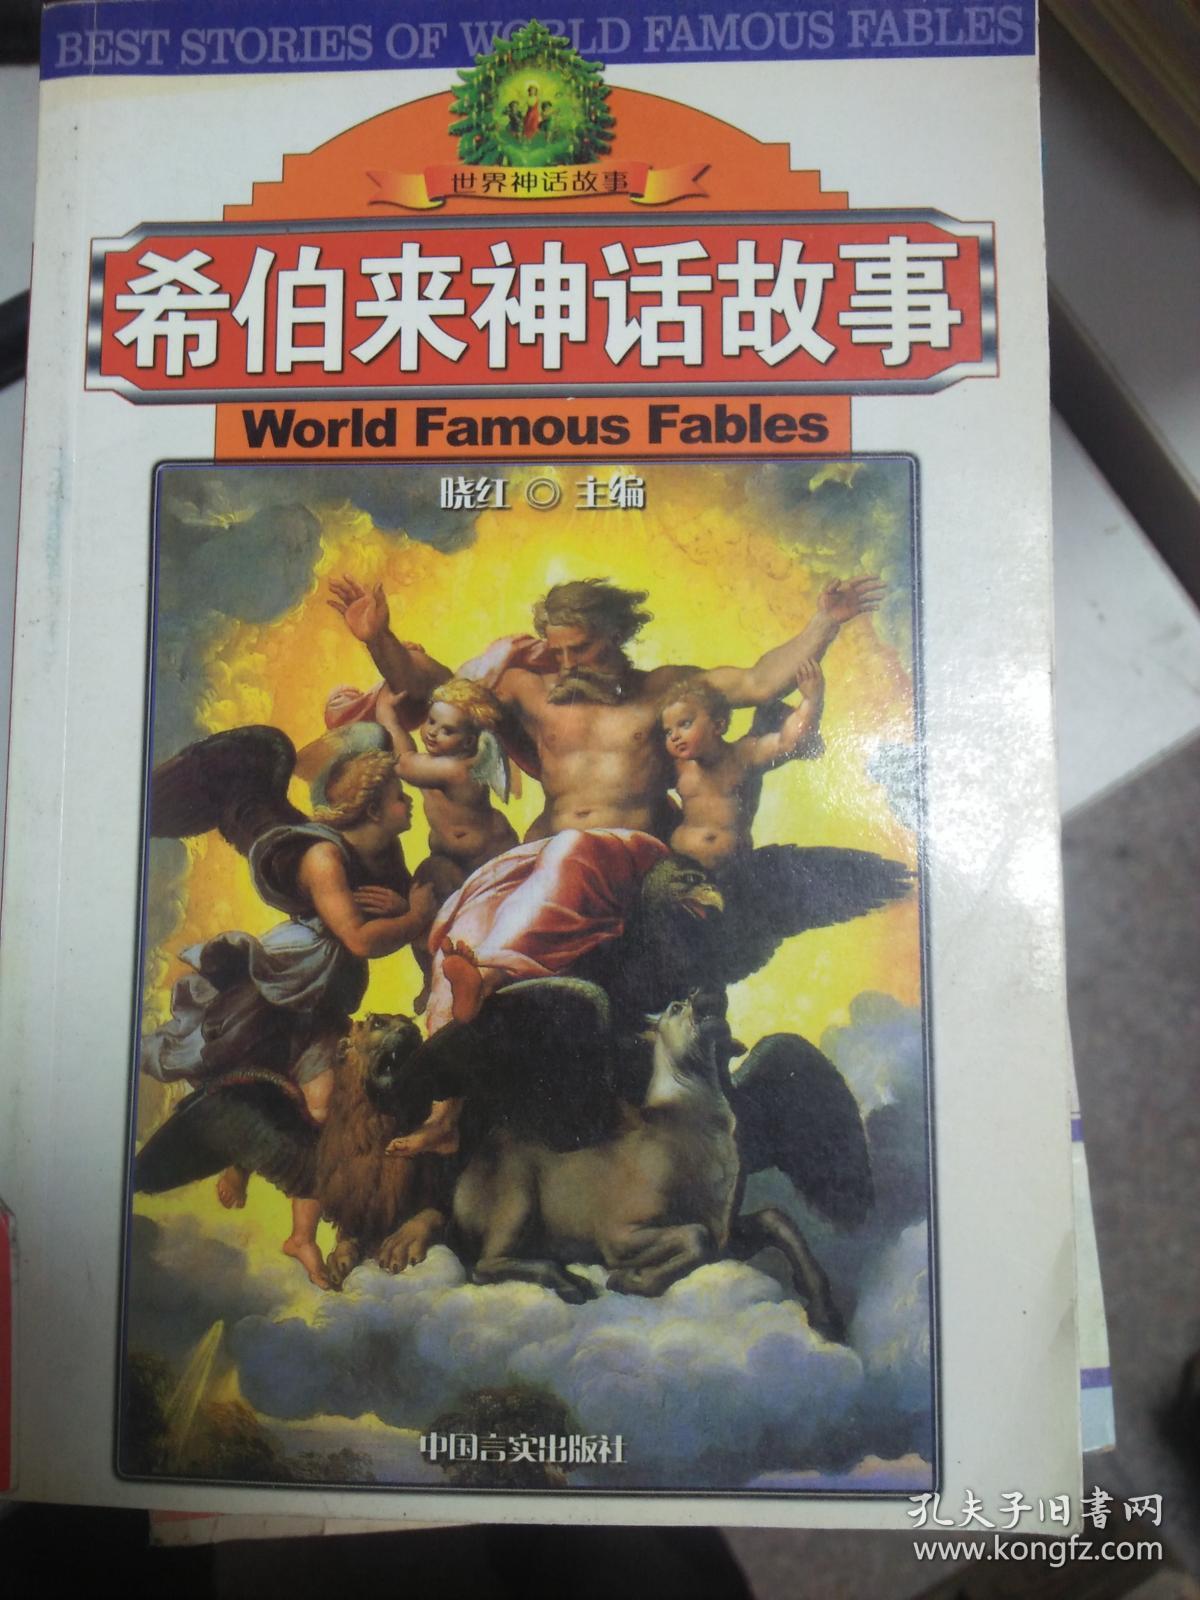 BEST STORIES OF WORLD FAMOUS FABLES
世界神话故事
希伯来神话故事
World Famous Fables
晓红 ◎ 主编
中国言实出版社
孔夫子旧书网
www.kongfz.com